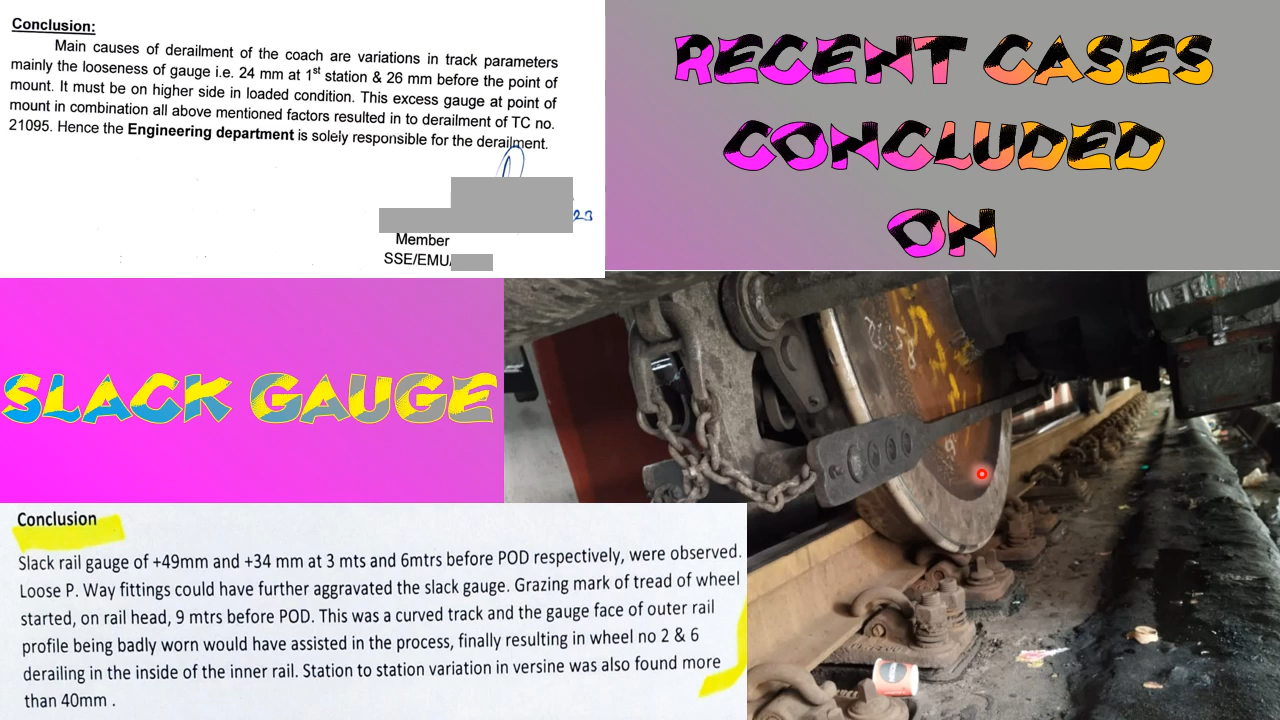 Conclusion:
Main causes of derailment of the coach are variations in track parameters
mainly the looseness of gauge i.e. 24 mm at 1st station & 26 mm before the point of
mount. It must be on higher side in loaded condition. This excess gauge at point of
mount in combination all above mentioned factors resulted in to derailment of TC no.
21095. Hence the Engineering department is solely responsible for the derailment.
23
Member
SSE/EMU/
RECENT CASES
CONCLUDED
ON
SLACK GAUGE
Conclusion
Slack rail gauge of +49mm and +34 mm at 3 mts and 6mtrs before POD respectively, were observed.
Loose P. Way fittings could have further aggravated the slack gauge. Grazing mark of tread of wheel
started, on rail head, 9 mtrs before POD. This was a curved track and the gauge face of outer rail
profile being badly worn would have assisted in the process, finally resulting in wheel no 2 & 6
derailing in the inside of the inner rail. Station to station variation in versine was also found more
than 40mm .